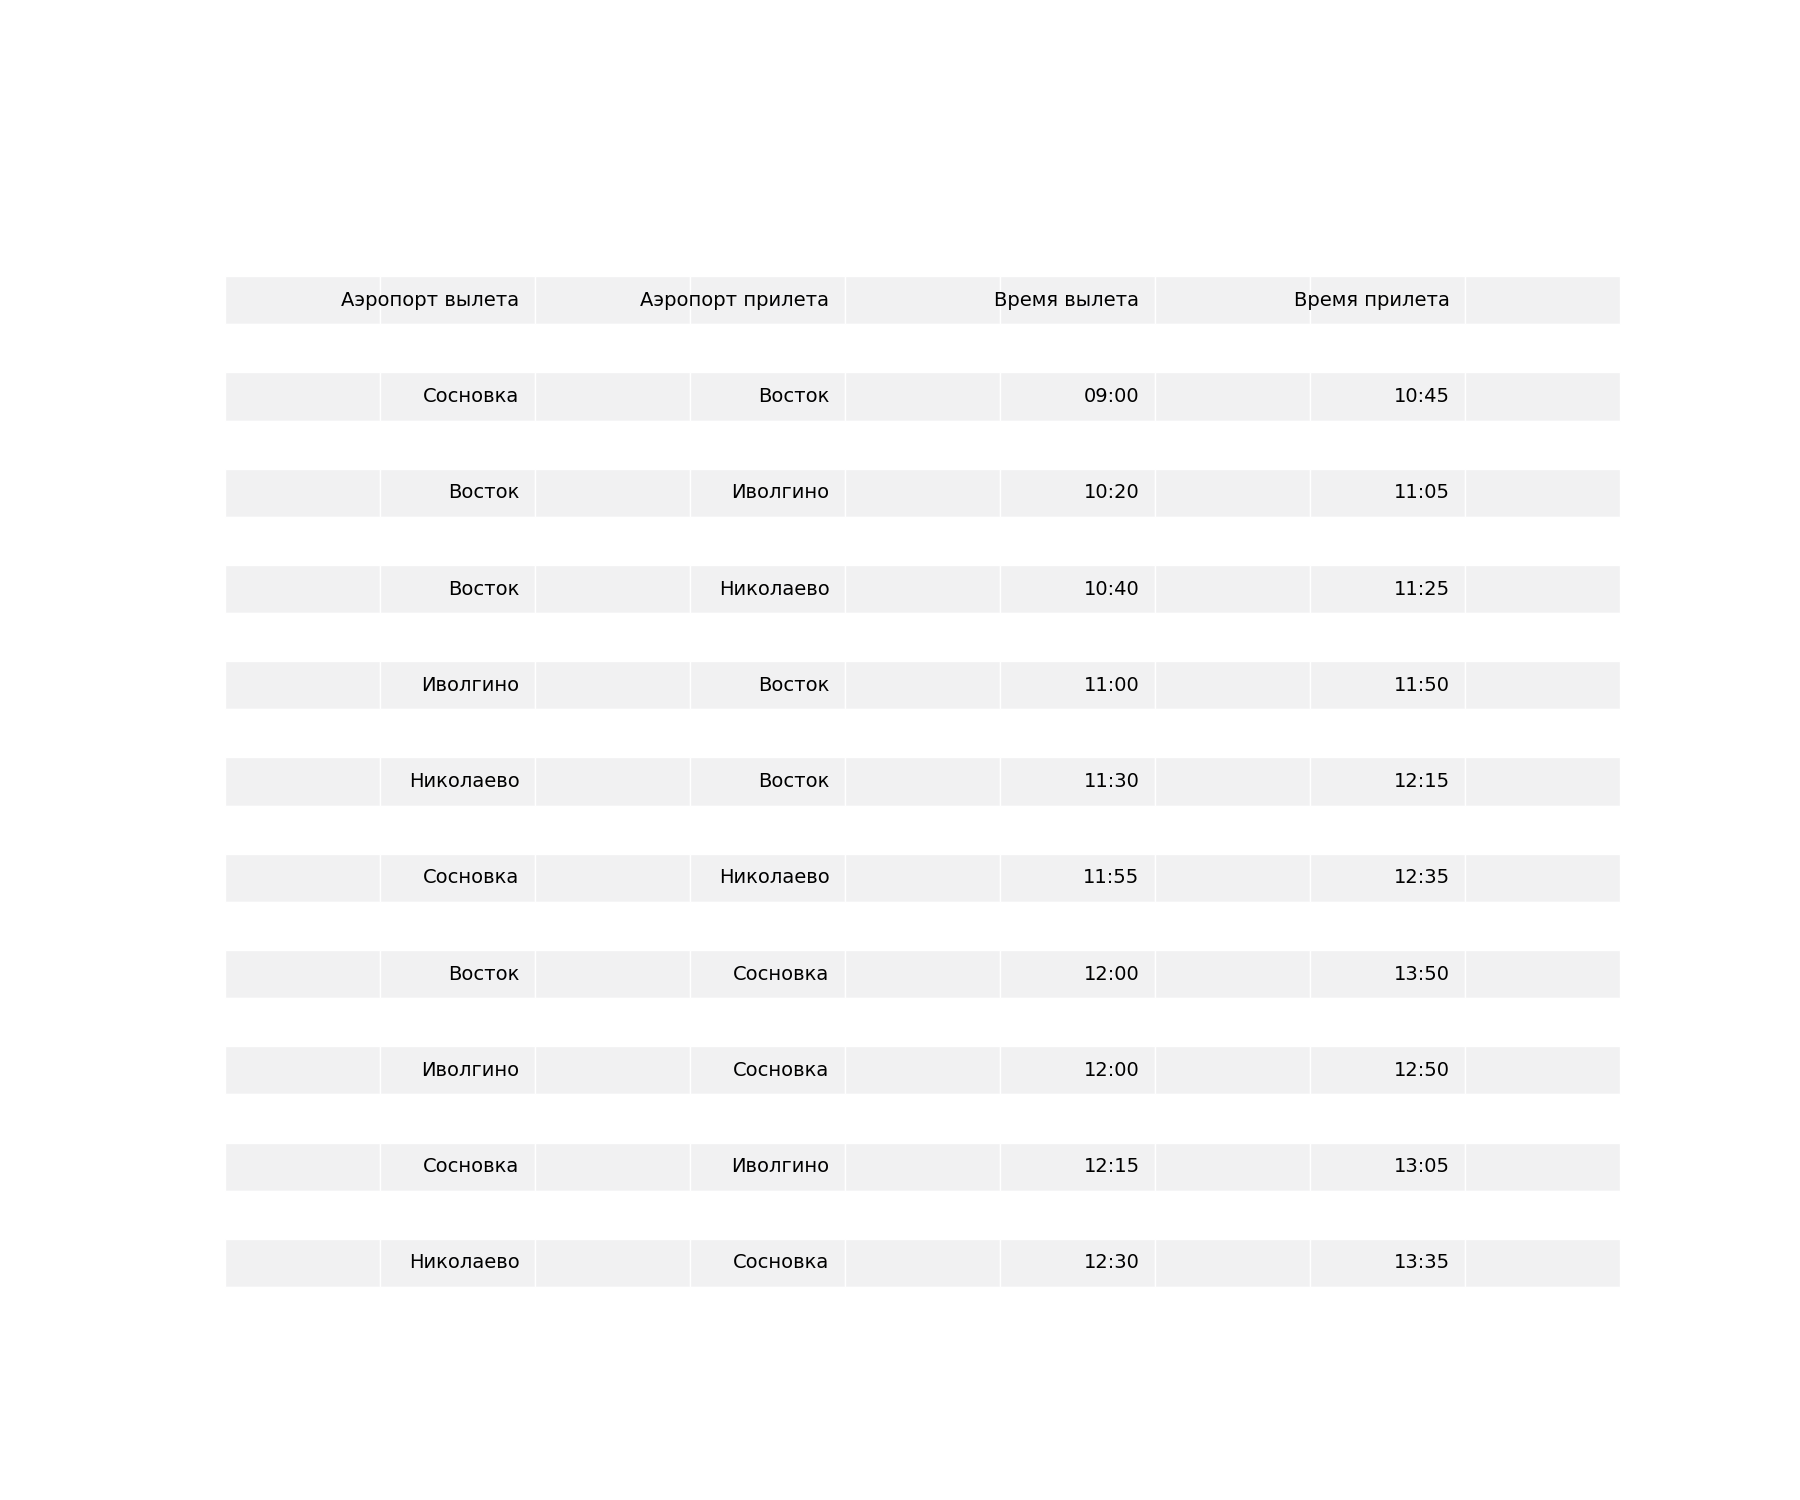 Аэропорт вылета Аэропорт прилета Время вылета Время прилета
Сосновка Восток 09:00 10:45
Восток Иволгино 10:20 11:05
Восток Николаево 10:40 11:25
Иволгино Восток 11:00 11:50
Николаево Восток 11:30 12:15
Сосновка Николаево 11:55 12:35
Восток Сосновка 12:00 13:50
Иволгино Сосновка 12:00 12:50
Сосновка Иволгино 12:15 13:05
Николаево Сосновка 12:30 13:35